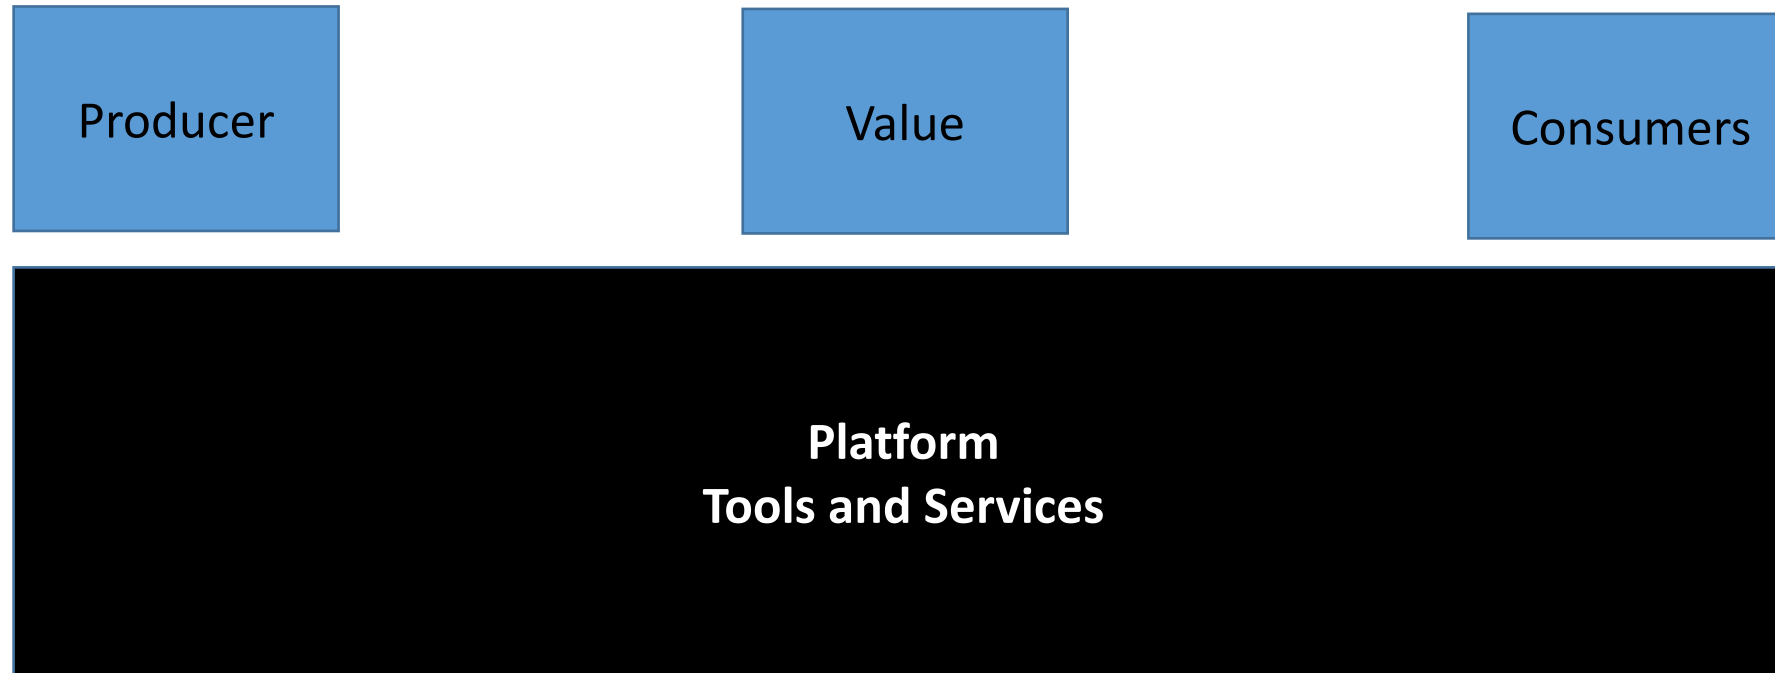 Producer
Value
Consumers
Platform
Tools and Services